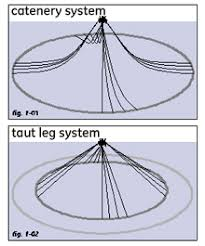 catenery system
fig. 1-01
taut leg system
fig. 1-02